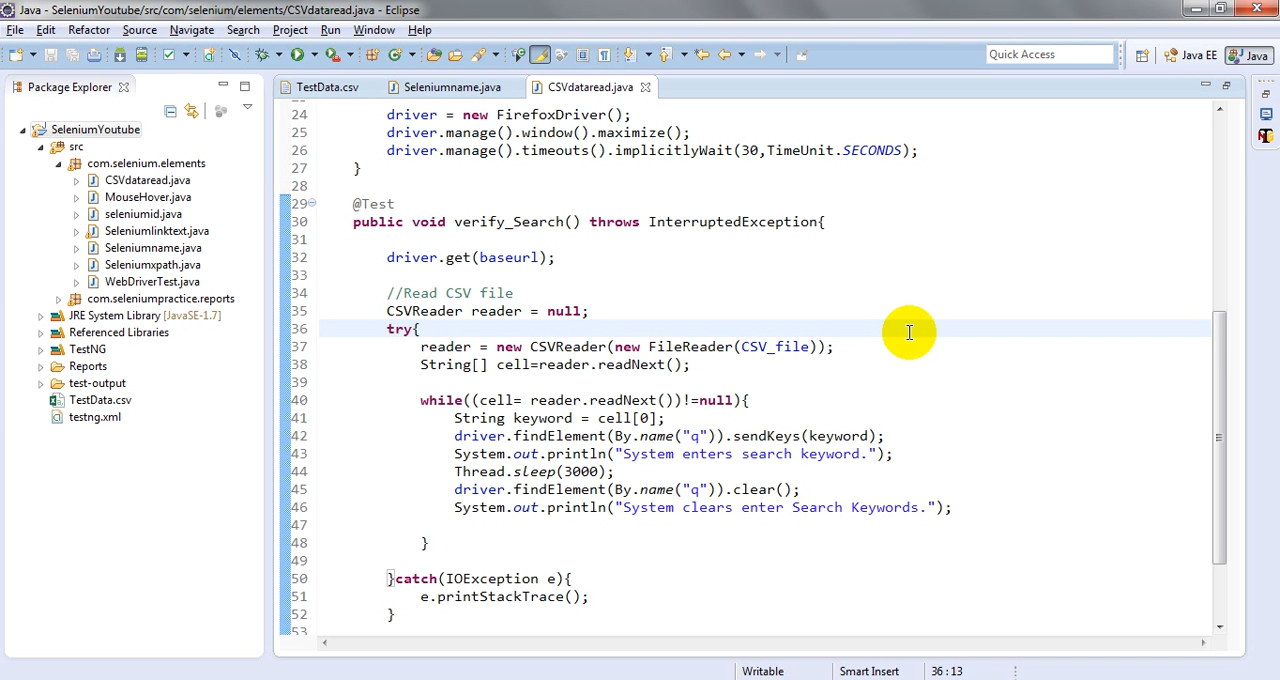 Java - SeleniumYoutube/src/com/selenium/elements/CSVdataread.java - Eclipse
File Edit Refactor Source Navigate Search Project Run Window Help
Quick Access Java EE Java
Package Explorer TestData.csv Seleniumname.java CSVdataread.java
SeleniumYoutube
src
com.selenium.elements
CSVdataread.java
MouseHover.java
seleniumid.java
Seleniumlinktext.java
Seleniumname.java
Seleniumxpath.java
WebDriverTest.java
com.seleniumpractice.reports
JRE System Library [JavaSE-1.7]
Referenced Libraries
TestNG
Reports
test-output
TestData.csv
testng.xml
24 driver = new FirefoxDriver();
25 driver.manage().window().maximize();
26 driver.manage().timeouts().implicitlyWait(30,TimeUnit.SECONDS);
27 }
28
29 @Test
30 public void verify_Search() throws InterruptedException{
31
32 driver.get(baseurl);
33
34 //Read CSV file
35 CSVReader reader = null;
36 try{
37 reader = new CSVReader(new FileReader(CSV_file));
38 String[] cell=reader.readNext();
39
40 while((cell= reader.readNext())!=null){
41 String keyword = cell[0];
42 driver.findElement(By.name("q")).sendKeys(keyword);
43 System.out.println("System enters search keyword.");
44 Thread.sleep(3000);
45 driver.findElement(By.name("q")).clear();
46 System.out.println("System clears enter Search Keywords.");
47
48 }
49
50 }catch(IOException e){
51 e.printStackTrace();
52 }
53
Writable Smart Insert 36:13